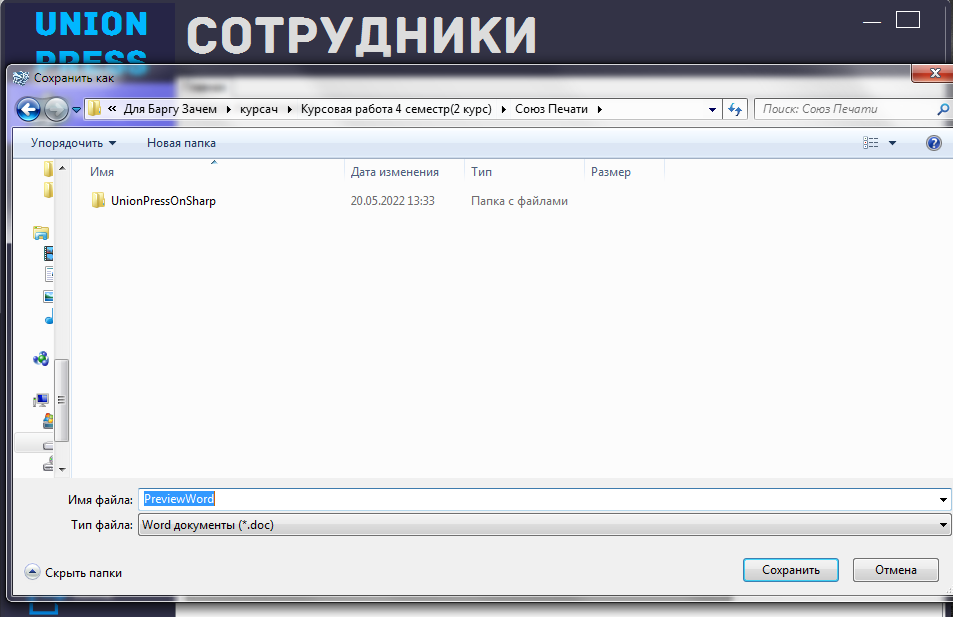 UNION
PRESS
СОТРУДНИКИ
Сохранить как
« Для Баргу Зачем курсач Курсовая работа 4 семестр(2 курс) Союз Печати
Поиск: Союз Печати
Упорядочить Новая папка
Имя Дата изменения Тип Размер
UnionPressOnSharp 20.05.2022 13:33 Папка с файлами
Имя файла: PreviewWord
Тип файла: Word документы (*.doc)
Скрыть папки Сохранить Отмена